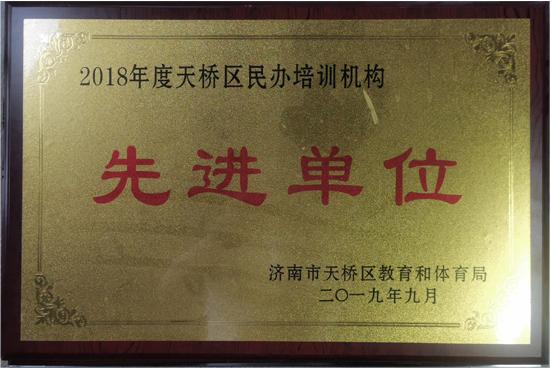 2018年度天桥区民办培训机构
先进单位
济南市天桥区教育和体育局
二〇一九年九月